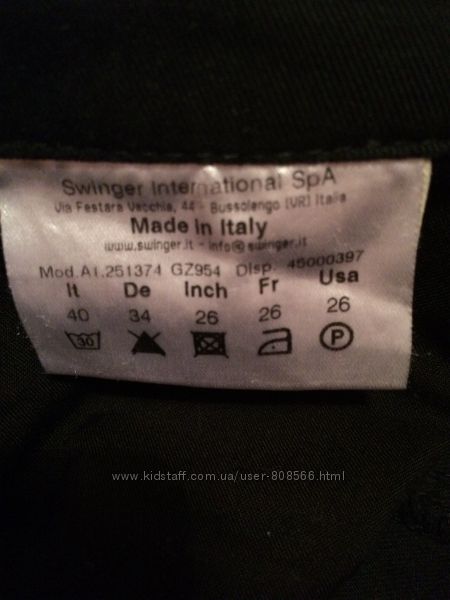 Swinger International SpA
Via Festara Vecchia, 44 - Bussolengo (VR) Italia
Made in Italy
www.swinger.it - info@swinger.it
Mod.A1.251374 GZ954 Disp. 45000397
It De Inch Fr Usa
40 34 26 26 26
30 P
www.kidstaff.com.ua/user-808566.html